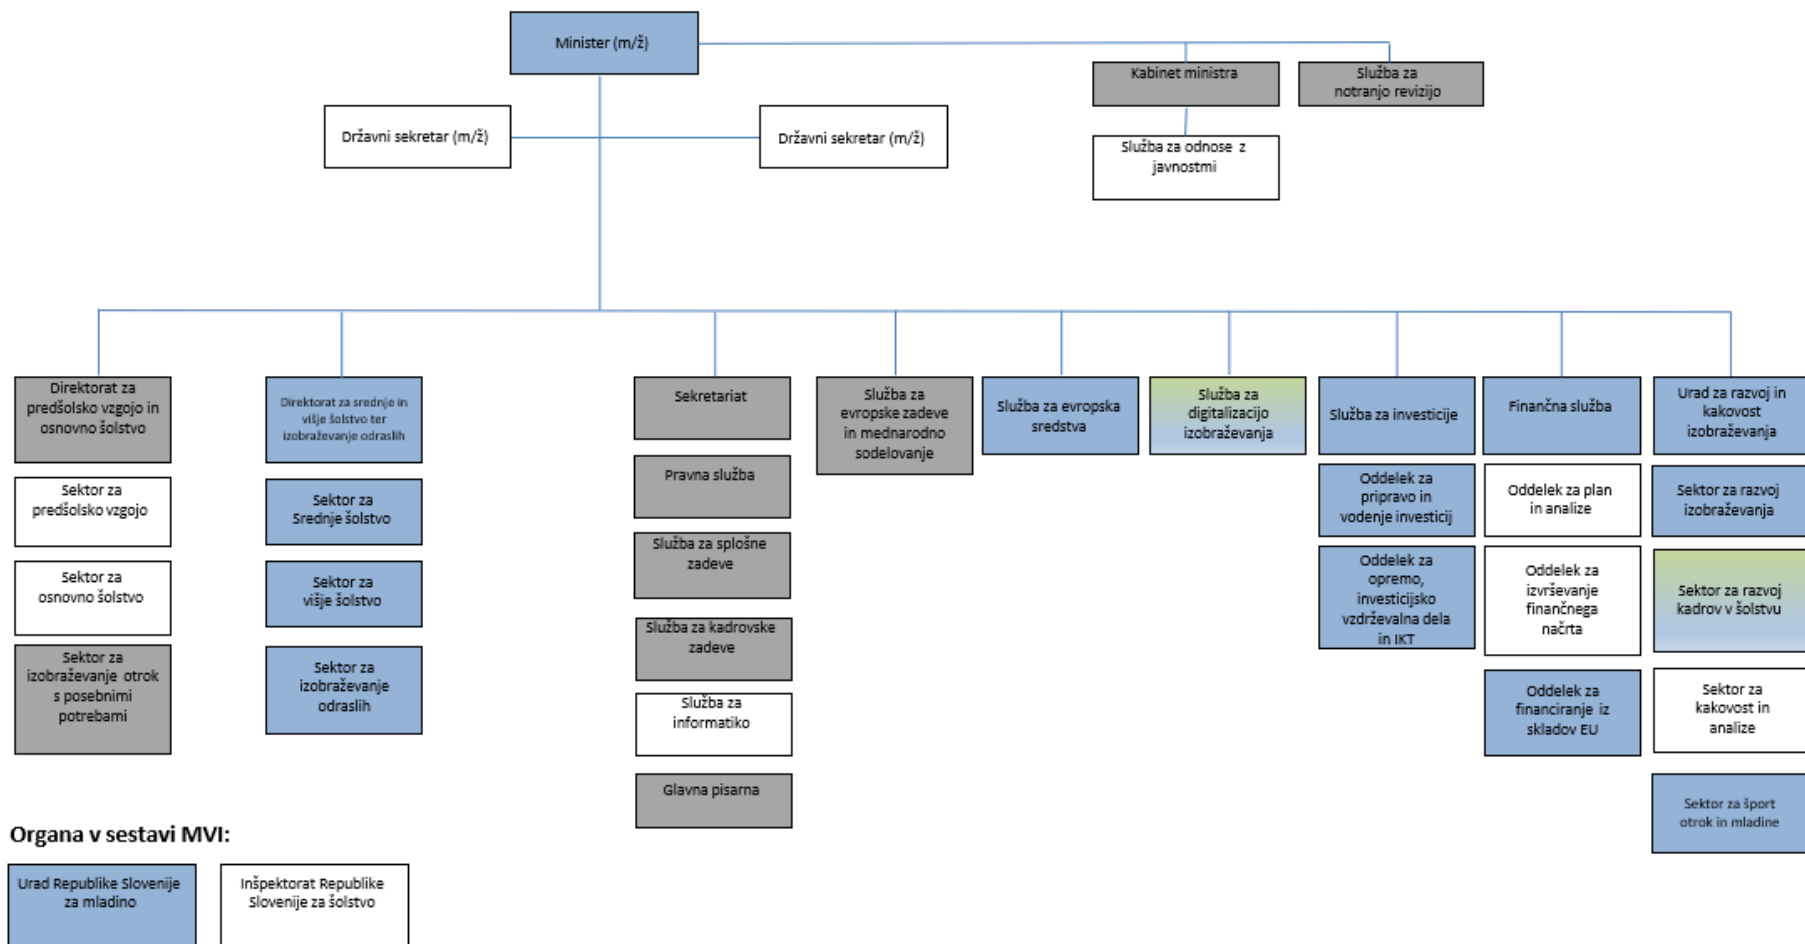 Minister (m/ž)
Kabinet ministra
Služba za
notranjo revizijo
Državni sekretar (m/ž)
Državni sekretar (m/ž)
Služba za odnose z
javnostmi
Direktorat za
predšolsko vzgojo in
osnovno šolstvo
Sektor za
predšolsko vzgojo
Sektor za
osnovno šolstvo
Sektor za
izobraževanje otrok
s posebnimi
potrebami
Direktorat za srednje in
višje šolstvo ter
izobraževanje odraslih
Sektor za
Srednje šolstvo
Sektor za
višje šolstvo
Sektor za
izobraževanje
odraslih
Sekretariat
Pravna služba
Služba za splošne
zadeve
Služba za kadrovske
zadeve
Služba za
informatiko
Glavna pisarna
Služba za
evropske zadeve
in mednarodno
sodelovanje
Služba za evropska
sredstva
Služba za
digitalizacijo
izobraževanja
Služba za investicije
Oddelek za
pripravo in
vodenje investicij
Oddelek za
opremo,
investicijsko
vzdrževalna dela
in IKT
Finančna služba
Oddelek za plan
in analize
Oddelek za
izvrševanje
finančnega
načrta
Oddelek za
financiranje iz
skladov EU
Urad za razvoj in
kakovost
izobraževanja
Sektor za razvoj
izobraževanja
Sektor za razvoj
kadrov v šolstvu
Sektor za
kakovost in
analize
Sektor za šport
otrok in mladine
Organa v sestavi MVI:
Urad Republike Slovenije
za mladino
Inšpektorat Republike
Slovenije za šolstvo